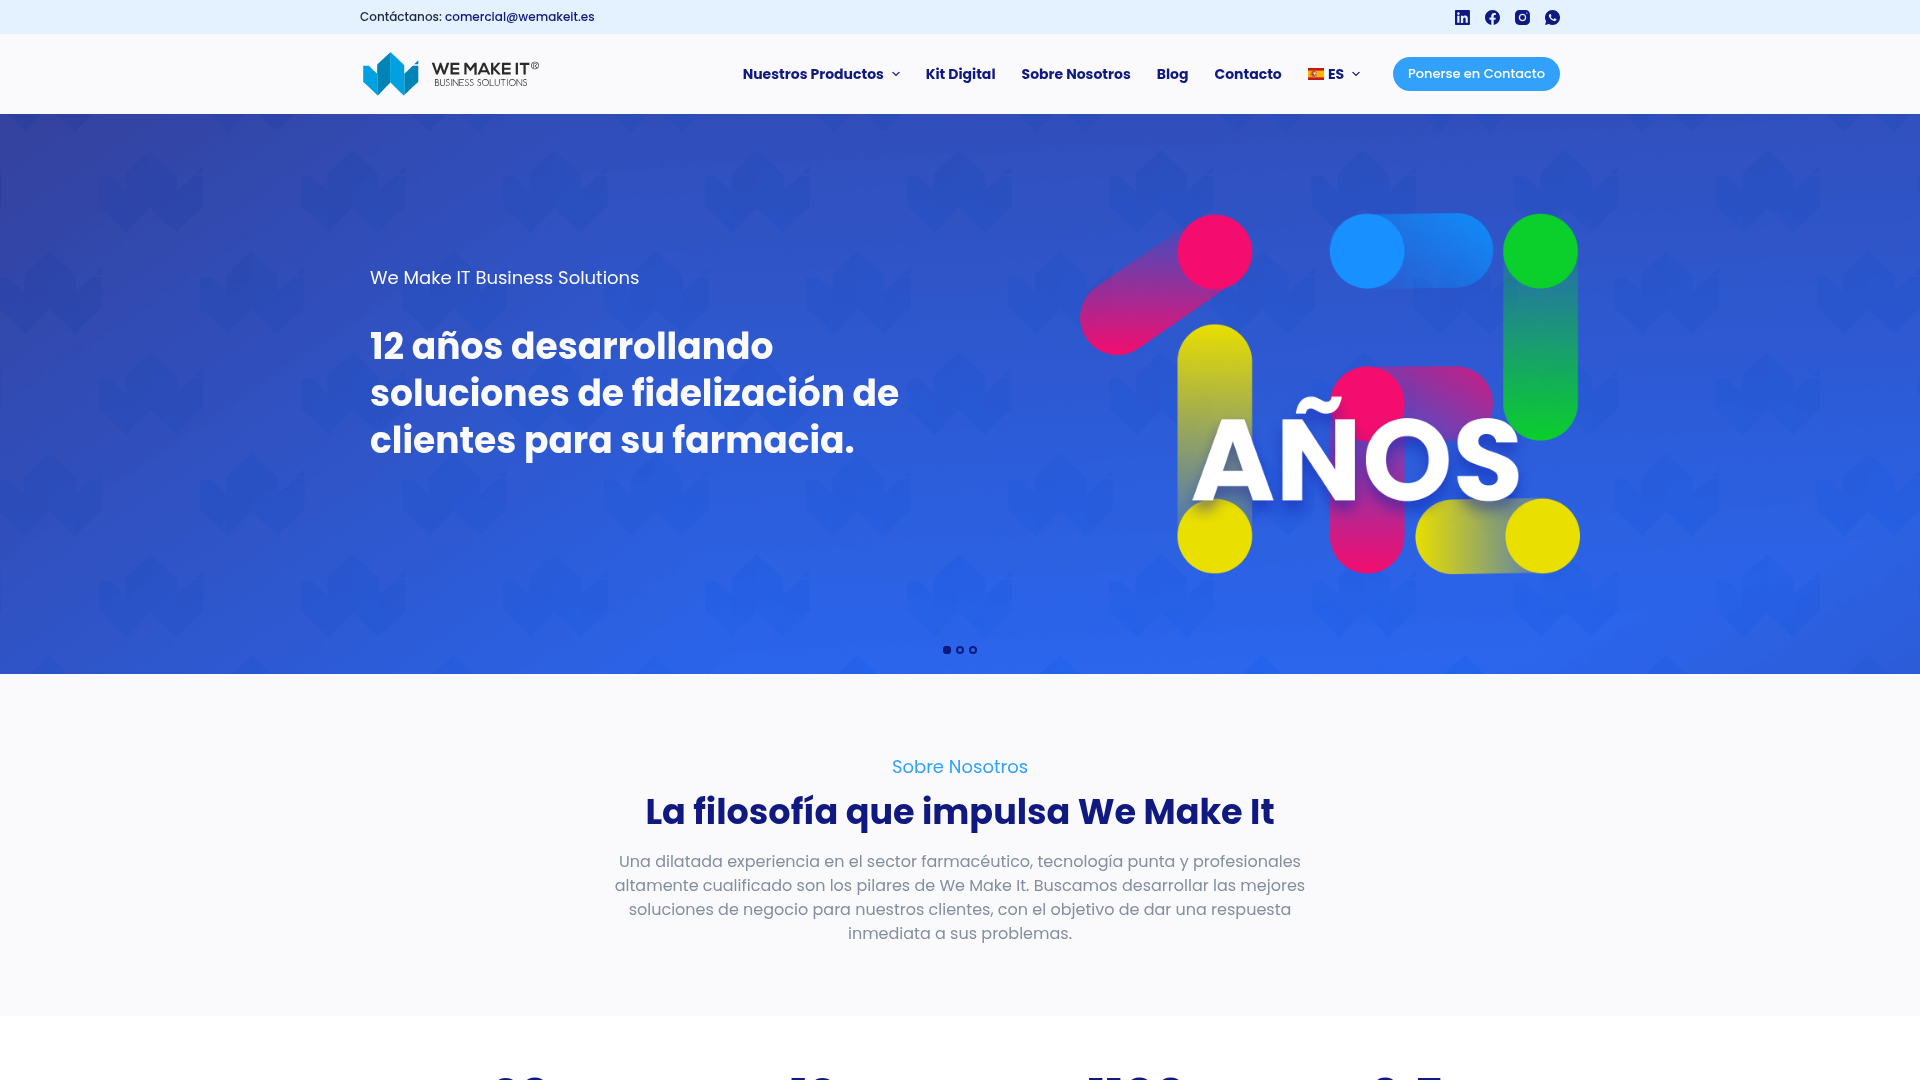 Contáctanos: comercial@wemakeit.es
WE MAKE IT®
BUSINESS SOLUTIONS
Nuestros Productos
Kit Digital
Sobre Nosotros
Blog
Contacto
ES
Ponerse en Contacto
We Make IT Business Solutions
12 años desarrollando
soluciones de fidelización de
clientes para su farmacia.
12
AÑOS
Sobre Nosotros
La filosofía que impulsa We Make It
Una dilatada experiencia en el sector farmacéutico, tecnología punta y profesionales
altamente cualificado son los pilares de We Make It. Buscamos desarrollar las mejores
soluciones de negocio para nuestros clientes, con el objetivo de dar una respuesta
inmediata a sus problemas.